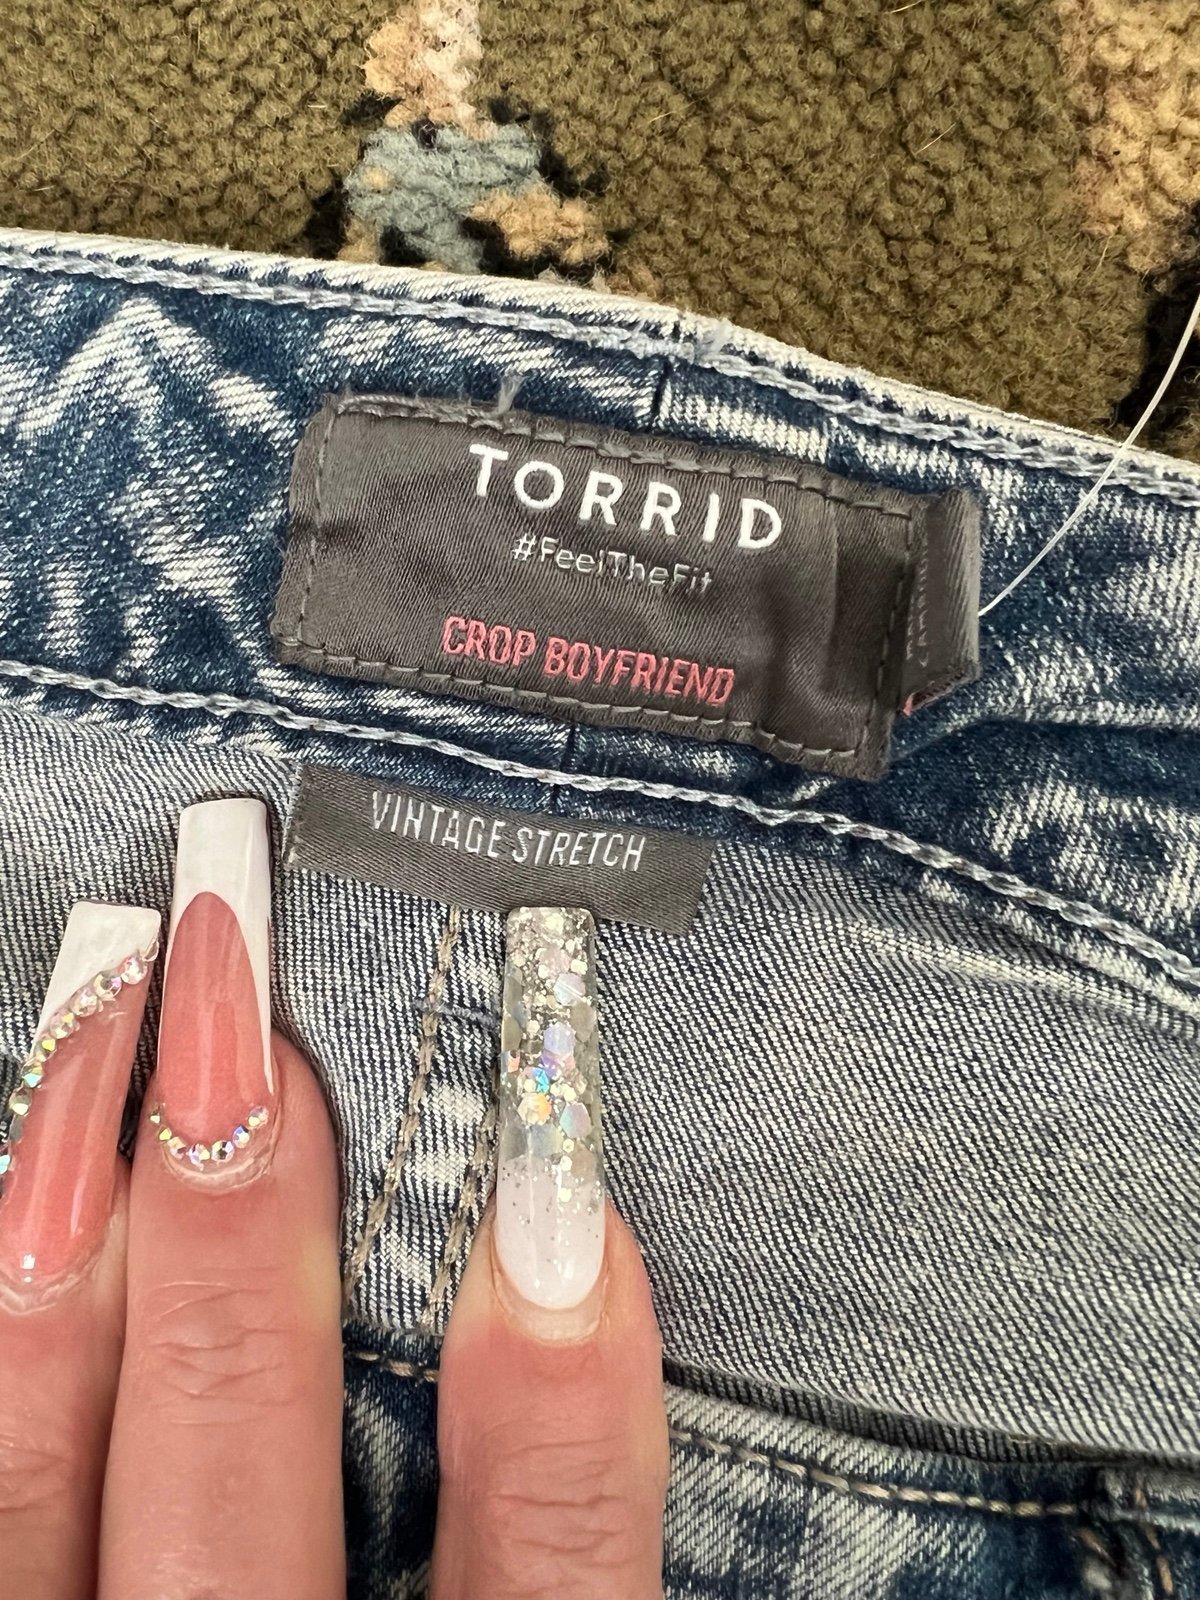 TORRID
#FeelTheFit
CROP BOYFRIEND
VINTAGE STRETCH